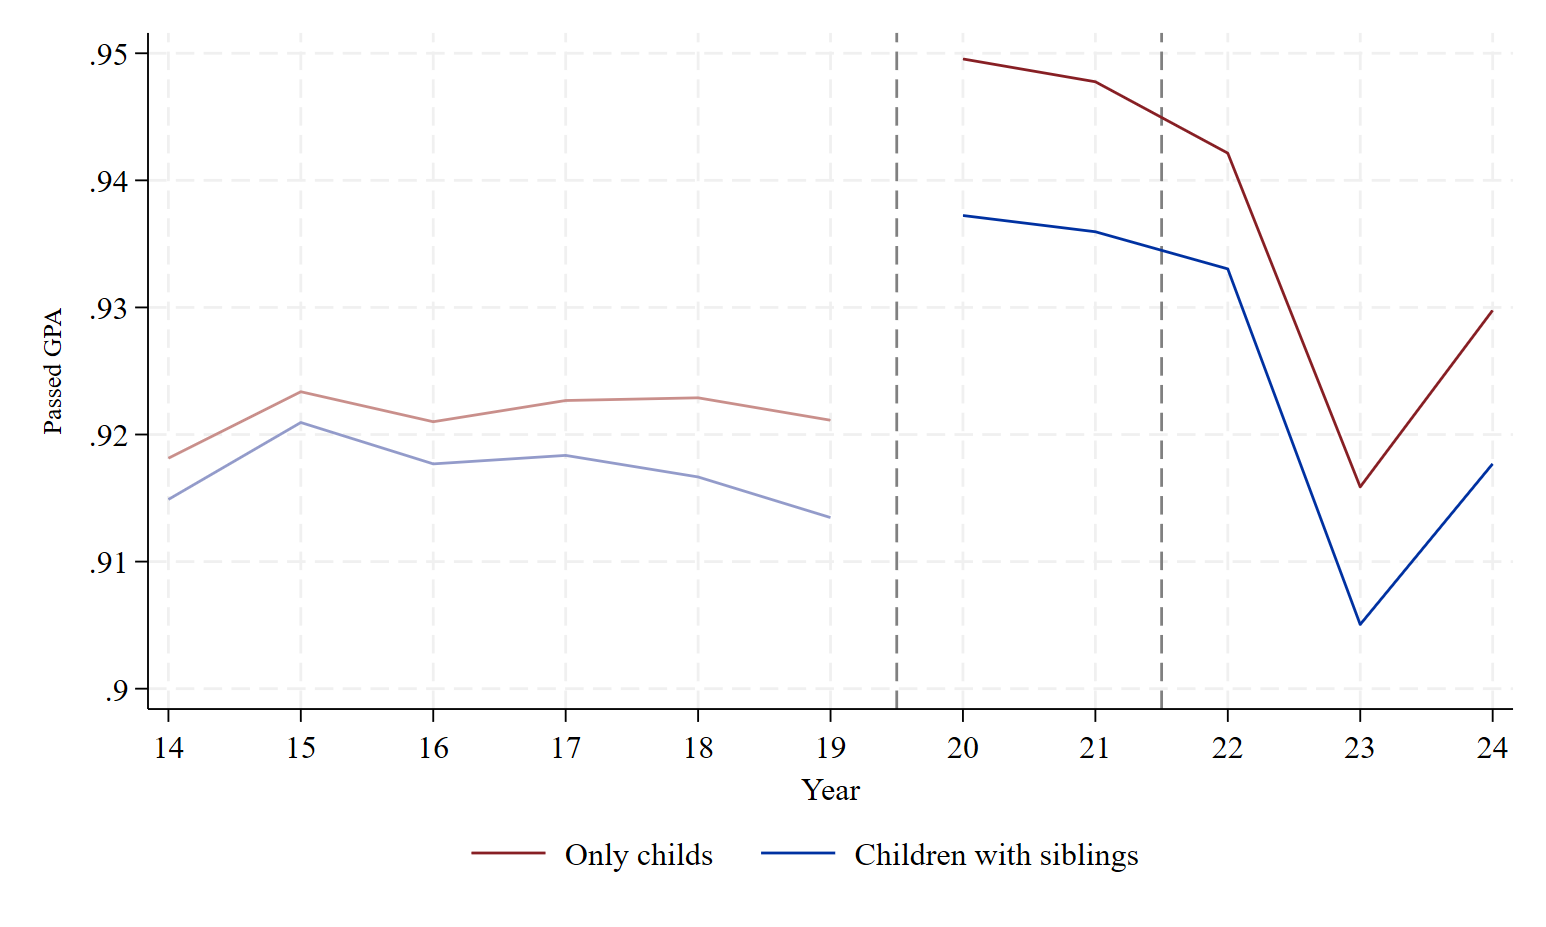 Passed GPA
.95
.94
.93
.92
.91
.9
14 15 16 17 18 19 20 21 22 23 24
Year
Only childs Children with siblings